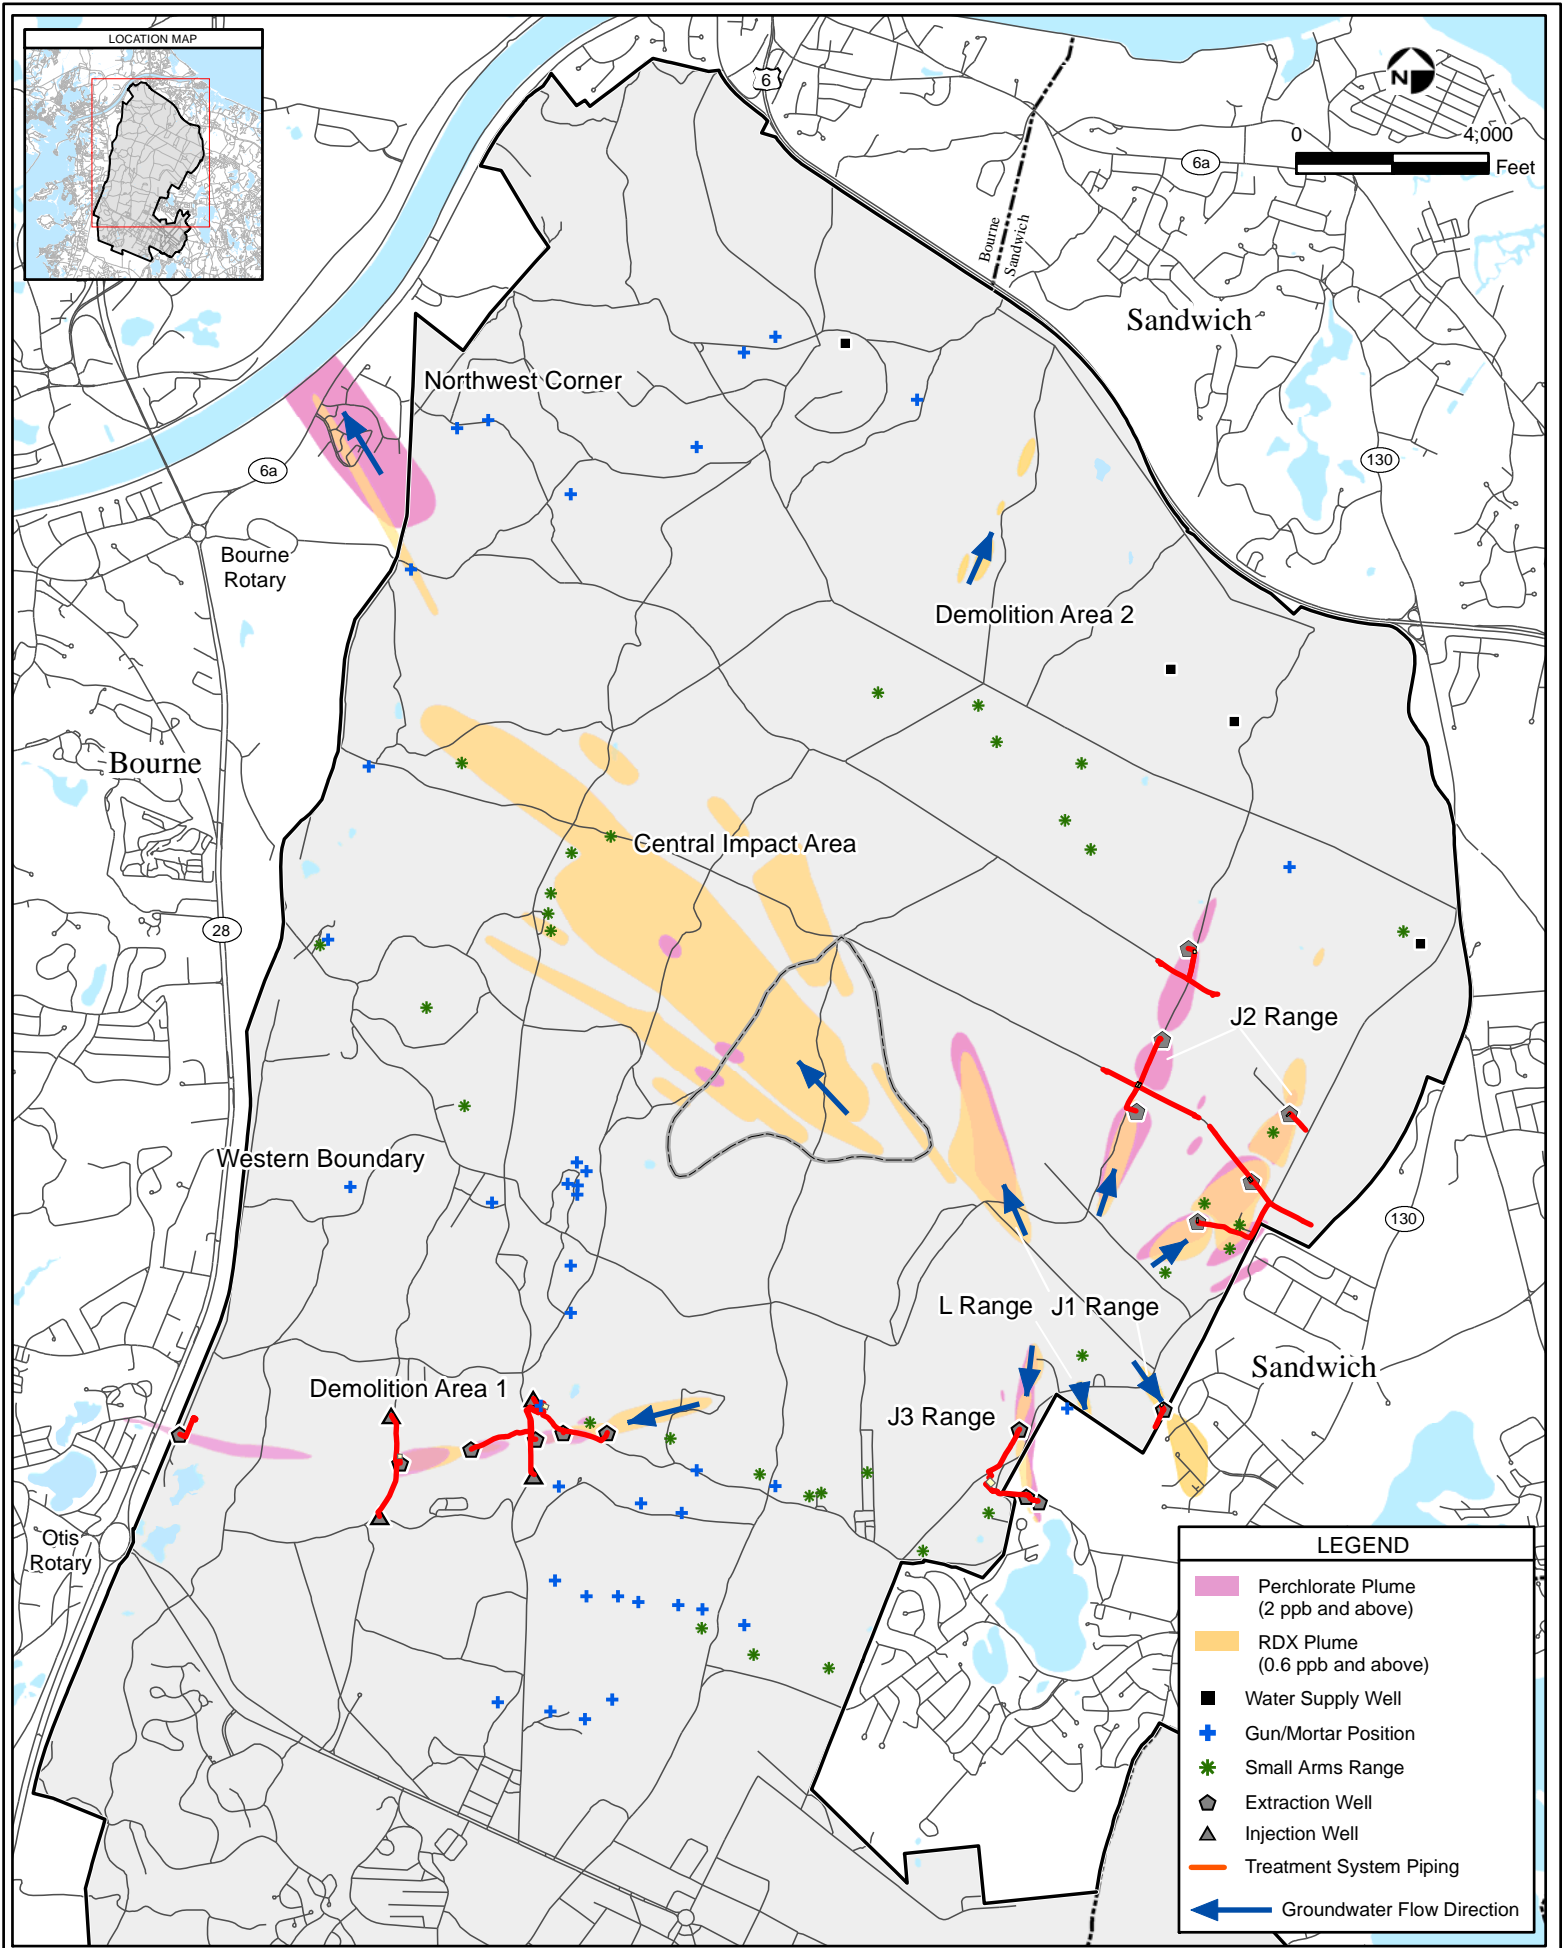 LOCATION MAP
6
N
0 4,000
Feet
6a
Bourne
Sandwich
Sandwich
Northwest Corner
130
6a
Bourne
Rotary
Demolition Area 2
Bourne
Central Impact Area
28
J2 Range
Western Boundary
130
L Range
J1 Range
Sandwich
Demolition Area 1
J3 Range
Otis
Rotary
LEGEND
Perchlorate Plume
(2 ppb and above)
RDX Plume
(0.6 ppb and above)
Water Supply Well
Gun/Mortar Position
Small Arms Range
Extraction Well
Injection Well
Treatment System Piping
Groundwater Flow Direction